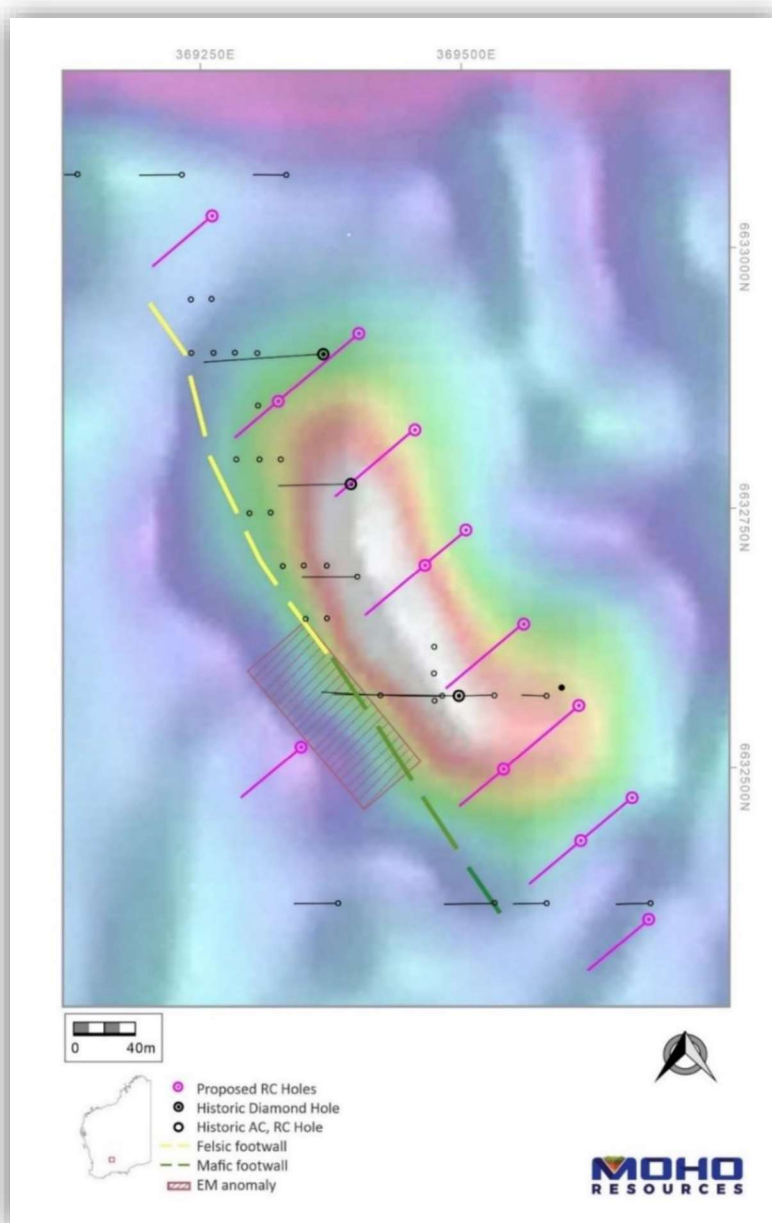 369250E 369500E
6633000N
6632750N
6632500N
0 40m
Proposed RC Holes
Historic Diamond Hole
Historic AC, RC Hole
Felsic footwall
Mafic footwall
EM anomaly
MOHO
RESOURCES